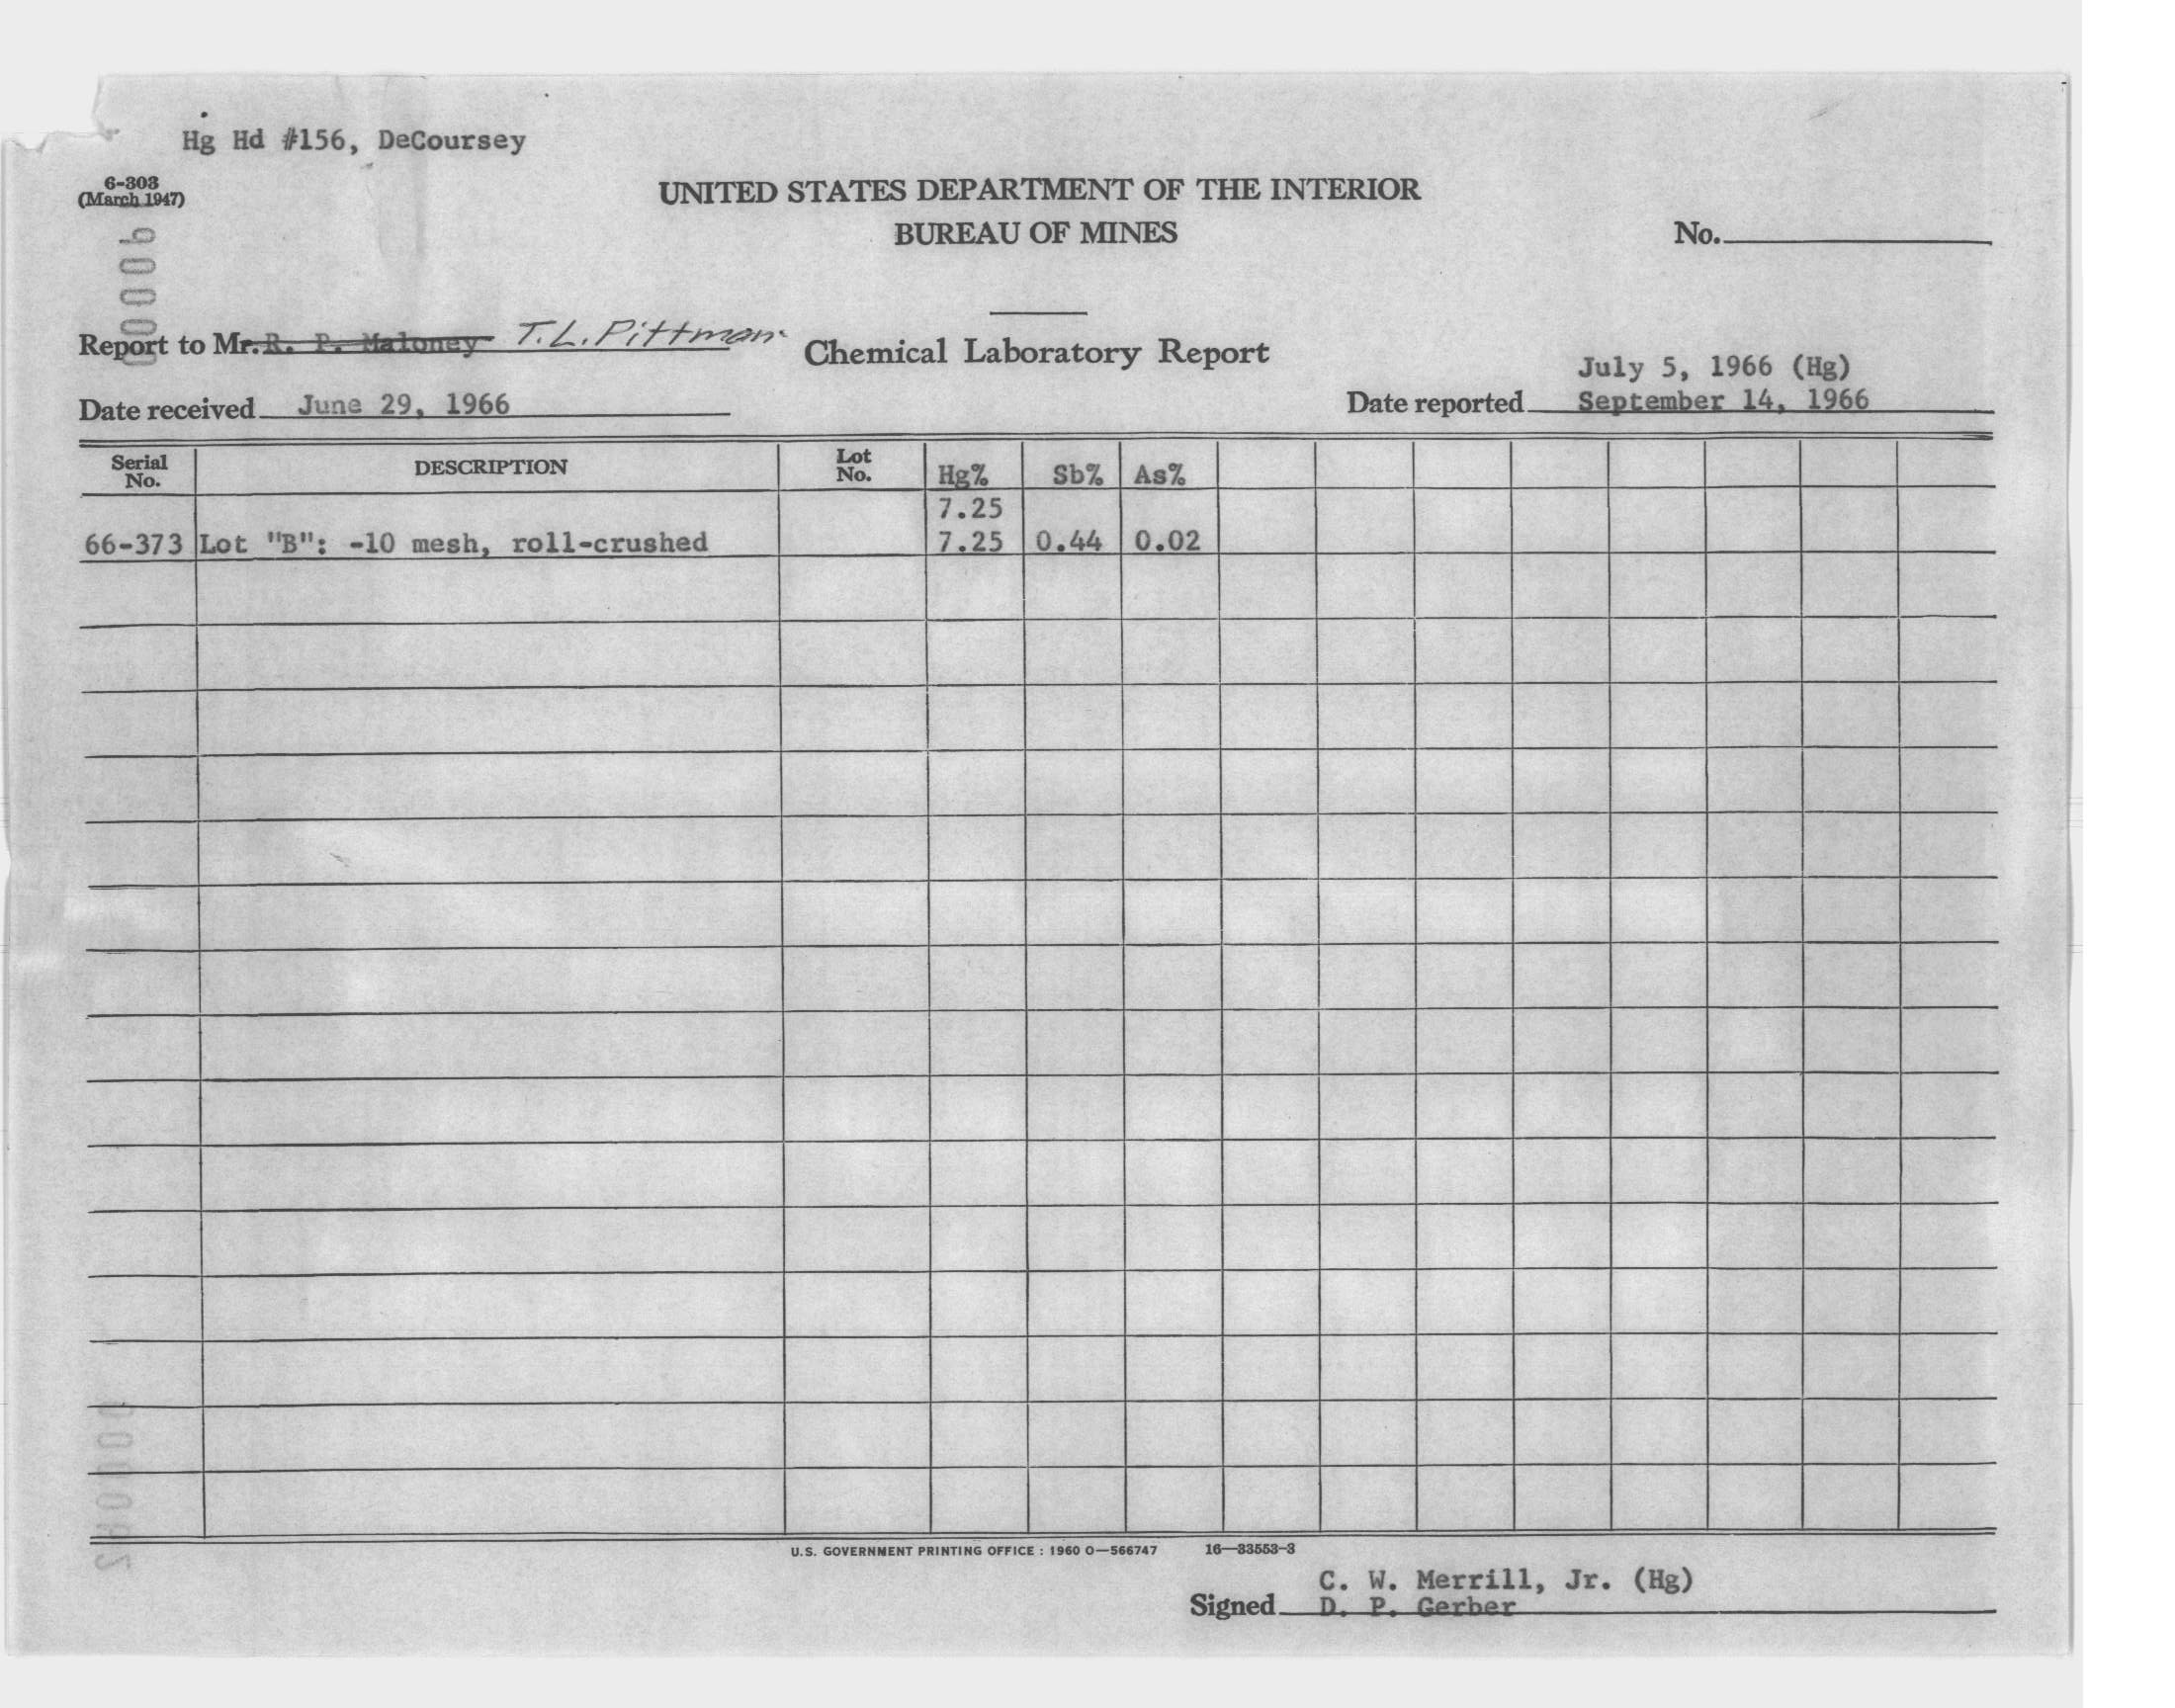 Hg Hd #156, DeCoursey
6-303
(March 1947)
UNITED STATES DEPARTMENT OF THE INTERIOR
BUREAU OF MINES
No.
Report to Mr. R. P. Maloney T.L. Pittman
Chemical Laboratory Report
July 5, 1966 (Hg)
Date received June 29, 1966
Date reported September 14, 1966
Serial No. DESCRIPTION Lot No. Hg% Sb% As%
7.25
66-373 Lot "B": -10 mesh, roll-crushed 7.25 0.44 0.02
U.S. GOVERNMENT PRINTING OFFICE : 1960 O—566747 16—33553-3
C. W. Merrill, Jr. (Hg)
Signed D. P. Gerber